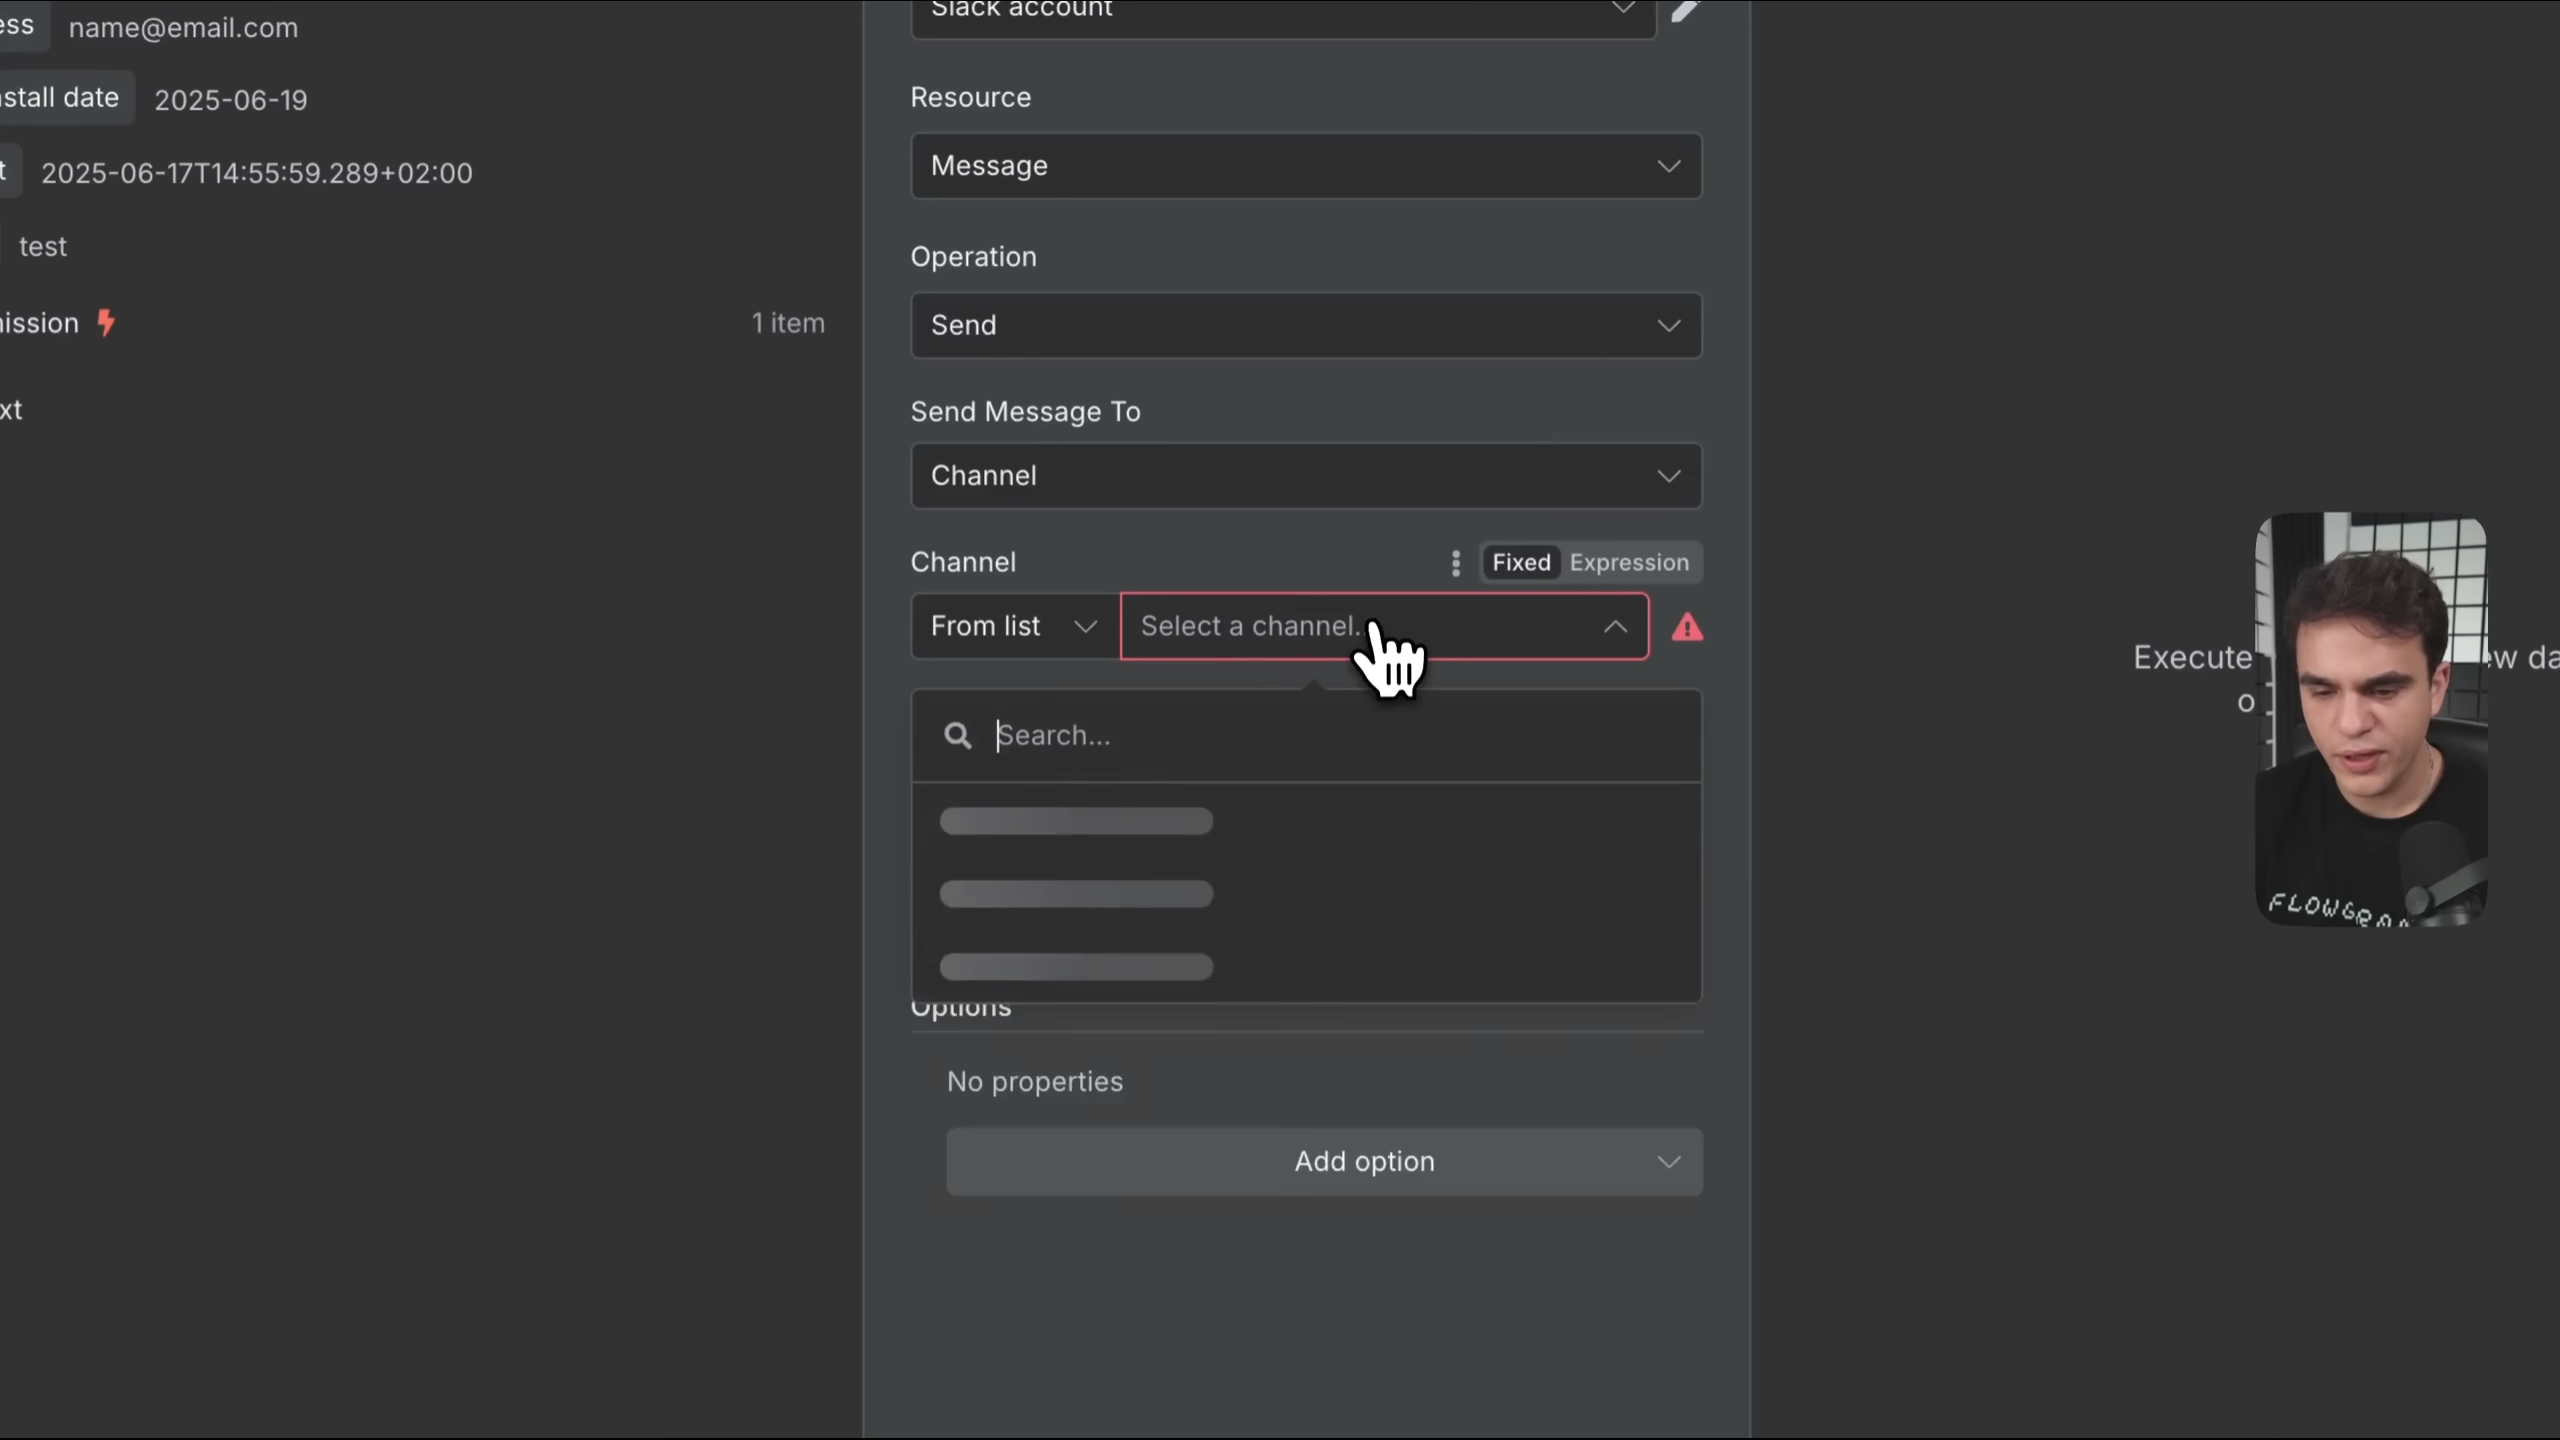 ess name@email.com
nstall date 2025-06-19
t 2025-06-17T14:55:59.289+02:00
test
ission 1 item
xt
Slack account
Resource
Message
Operation
Send
Send Message To
Channel
Channel Fixed Expression
From list Select a channel..
Search...
Options
No properties
Add option
Execute ew da
o